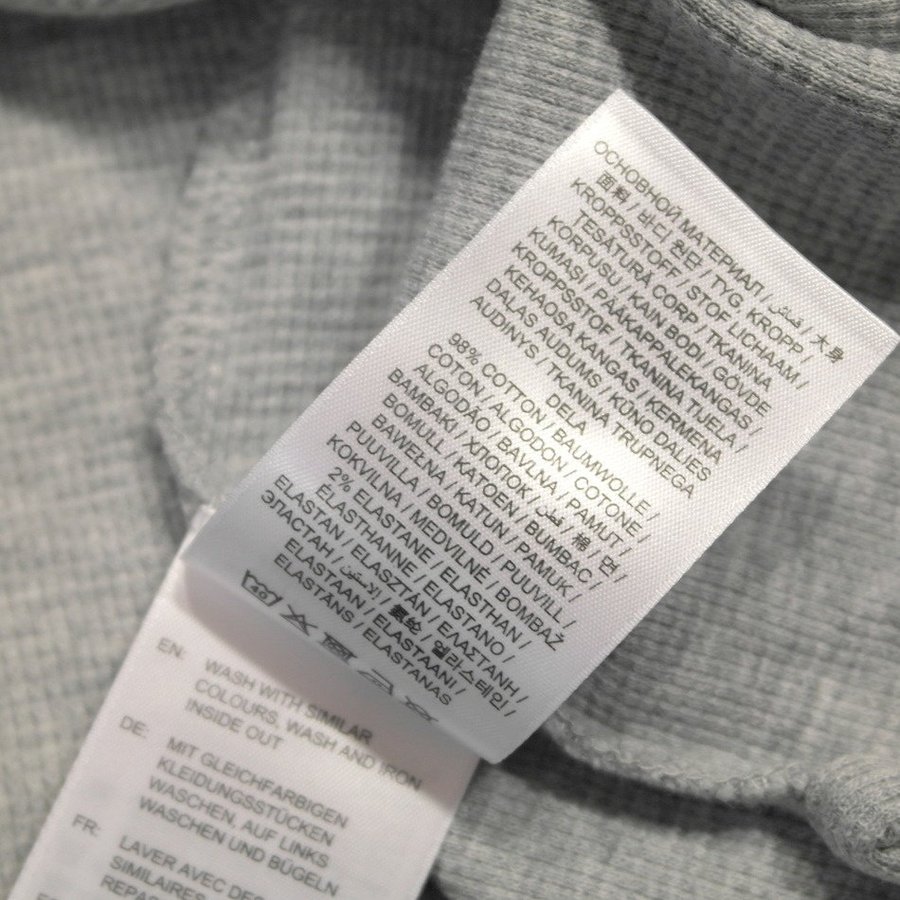 ОСНОВНОЙ МАТЕРИАЛ / قماش / 大身
面料 / 바디 원단 / TYG KROPP /
KROPPSSTOFF / STOF LICHAAM /
TESĂTURĂ CORP / TKANINA
KORPUSU / KAIN BODI / GÖVDE
KUMAŞI / PÄÄKAPPALEKANGAS /
KROPPSSTOF / TKANINA TIJELA /
KEHAOSA KANGAS / KERMENA
DALAS AUDUMS / KŪNO DALIES
AUDINYS / TKANINA TRUPNEGA
DELA
98% COTTON / BAUMWOLLE /
COTON / ALGODON / COTONE /
ALGODÃO / BAVLNA / PAMUT /
ΒΑΜΒΑΚΙ / ХЛОПОК / قطن / 棉 / 면 /
BOMULL / KATOEN / BUMBAC /
BAWEŁNA / KATUN / PAMUK /
PUUVILLA / BOMULD / PUUVILL /
KOKVILNA / MEDVILNĖ / BOMBAŽ
2% ELASTANE / ELASTHAN /
ÉLASTHANNE / ELASTANO /
ELASTAN / ELASZTÁN / ΕΛΑΣΤΑΝΗ /
ЭЛАСТАН / الاستين / 氨纶 / 엘라스테인 /
ELASTAAN / ELASTAANI /
ELASTĀNS / ELASTANAS
40
EN: WASH WITH SIMILAR
COLOURS, WASH AND IRON
INSIDE OUT
DE: MIT GLEICHFARBIGEN
KLEIDUNGSSTÜCKEN
WASCHEN, AUF LINKS
WASCHEN UND BÜGELN
FR: LAVER AVEC DES
SIMILAIRES